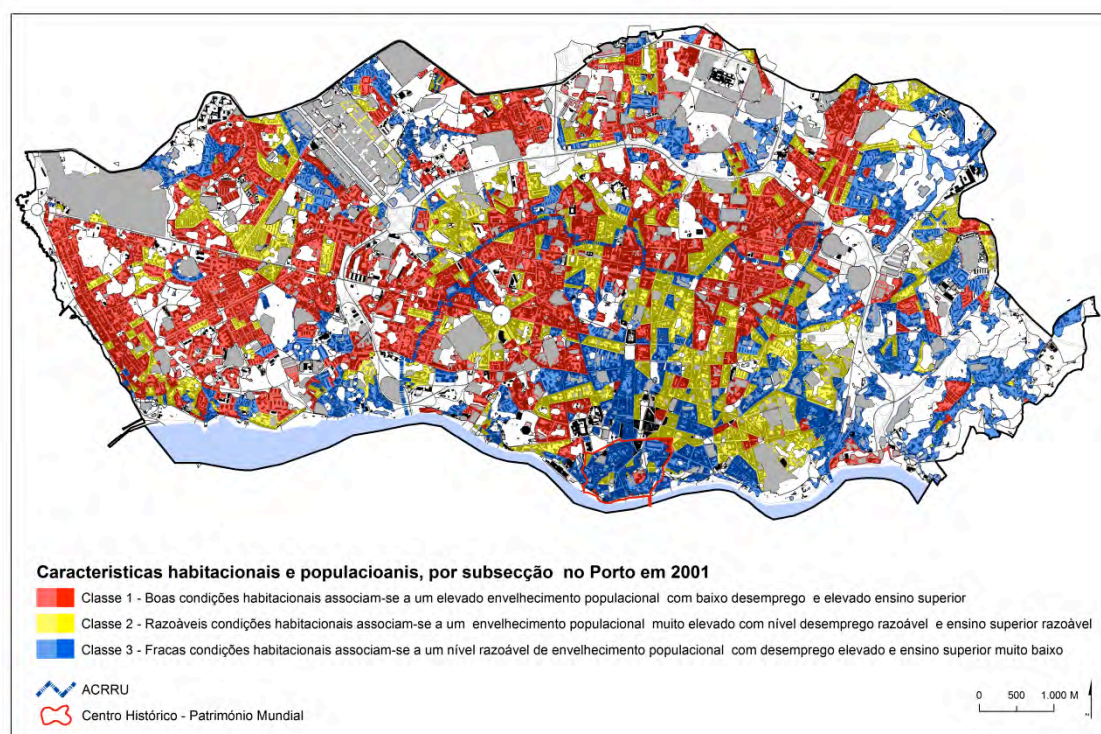 Caracteristicas habitacionais e populacioanis, por subsecção no Porto em 2001
Classe 1 - Boas condições habitacionais associam-se a um elevado envelhecimento populacional com baixo desemprego e elevado ensino superior
Classe 2 - Razoàveis condições habitacionais associam-se a um envelhecimento populacional muito elevado com nível desemprego razoável e ensino superior razoàvel
Classe 3 - Fracas condições habitacionais associam-se a um nível razoável de envelhecimento populacional com desemprego elevado e ensino superior muito baixo
ACRRU
Centro Histórico - Património Mundial
0 500 1.000 M